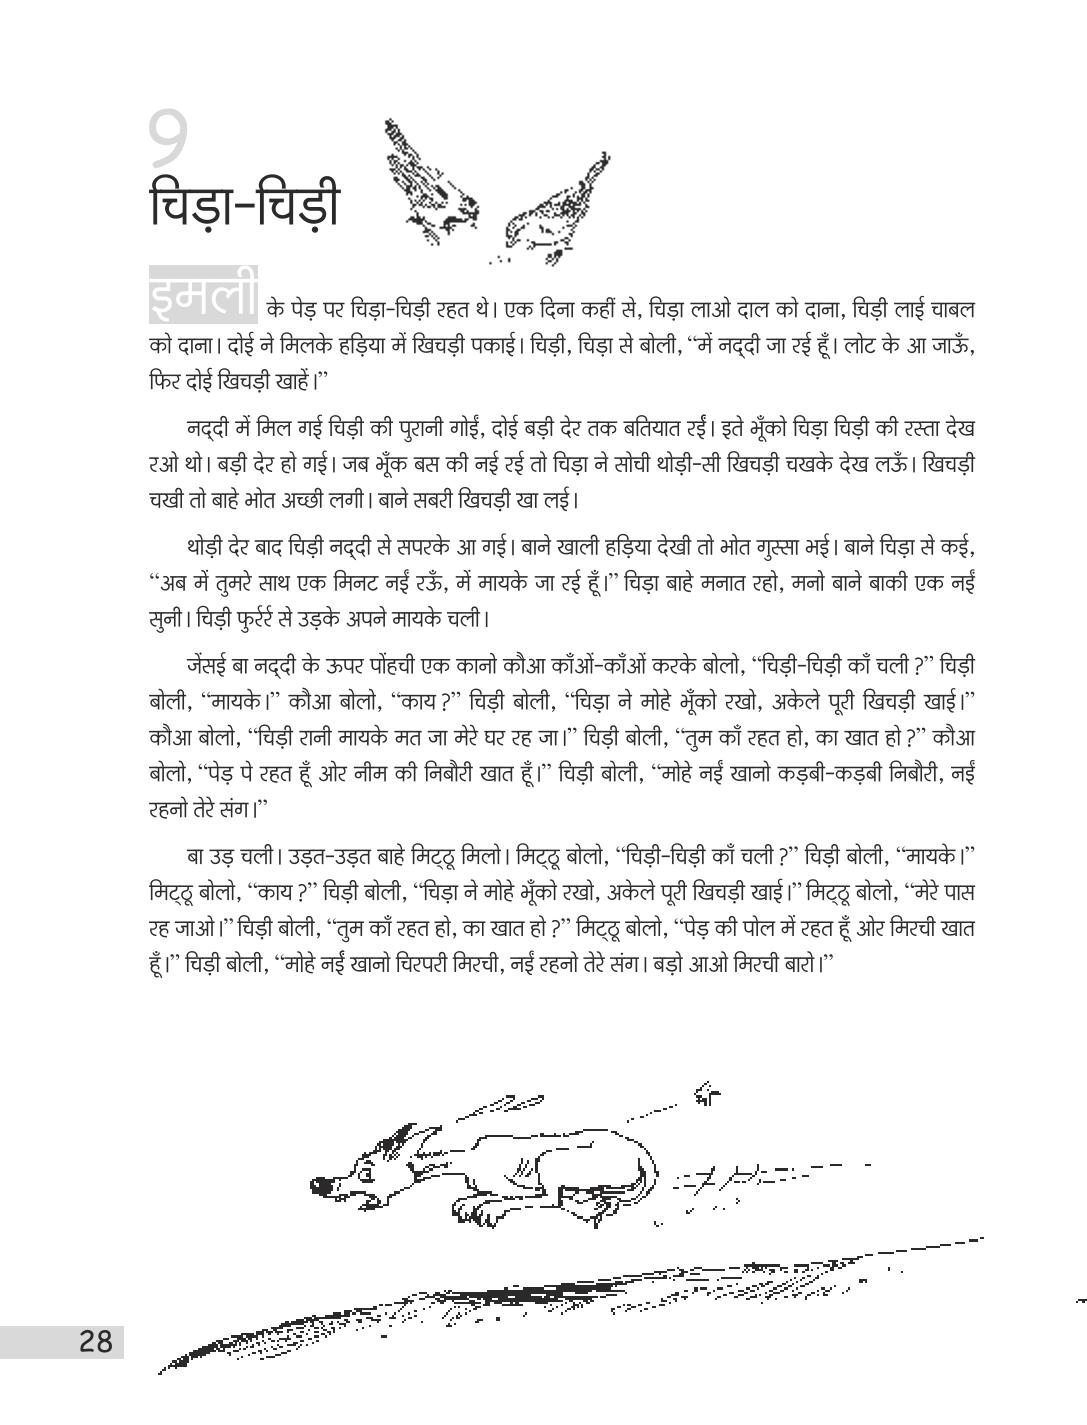 9
चिड़ा-चिड़ी
इमली के पेड़ पर चिड़ा-चिड़ी रहत थे। एक दिना कहीं से, चिड़ा लाओ दाल को दाना, चिड़ी लाई चाबल
को दाना। दोई ने मिलके हड़िया में खिचड़ी पकाई। चिड़ी, चिड़ा से बोली, “में नद्दी जा रई हूँ। लोट के आ जाऊँ,
फिर दोई खिचड़ी खाहें।”
नद्दी में मिल गई चिड़ी की पुरानी गोईं, दोई बड़ी देर तक बतियात रईं। इते भूँको चिड़ा चिड़ी की रस्ता देख
रओ थो। बड़ी देर हो गई। जब भूँक बस की नई रई तो चिड़ा ने सोची थोड़ी-सी खिचड़ी चखके देख लऊँ। खिचड़ी
चखी तो बाहे भोत अच्छी लगी। बाने सबरी खिचड़ी खा लई।
थोड़ी देर बाद चिड़ी नद्दी से सपरके आ गई। बाने खाली हड़िया देखी तो भोत गुस्सा भई। बाने चिड़ा से कई,
“अब में तुमरे साथ एक मिनट नईं रऊँ, में मायके जा रई हूँ।” चिड़ा बाहे मनात रहो, मनो बाने बाकी एक नईं
सुनी। चिड़ी फुर्रर्र से उड़के अपने मायके चली।
जेंसई बा नद्दी के ऊपर पोंहची एक कानो कौआ काँओं-काँओं करके बोलो, “चिड़ी-चिड़ी काँ चली?” चिड़ी
बोली, “मायके।” कौआ बोलो, “काय?” चिड़ी बोली, “चिड़ा ने मोहे भूँको रखो, अकेले पूरी खिचड़ी खाई।”
कौआ बोलो, “चिड़ी रानी मायके मत जा मेरे घर रह जा।” चिड़ी बोली, “तुम काँ रहत हो, का खात हो?” कौआ
बोलो, “पेड़ पे रहत हूँ ओर नीम की निबौरी खात हूँ।” चिड़ी बोली, “मोहे नईं खानो कड़बी-कड़बी निबौरी, नईं
रहनो तेरे संग।”
बा उड़ चली। उड़त-उड़त बाहे मिट्ठू मिलो। मिट्ठू बोलो, “चिड़ी-चिड़ी काँ चली?” चिड़ी बोली, “मायके।”
मिट्ठू बोलो, “काय?” चिड़ी बोली, “चिड़ा ने मोहे भूँको रखो, अकेले पूरी खिचड़ी खाई।” मिट्ठू बोलो, “मेरे पास
रह जाओ।” चिड़ी बोली, “तुम काँ रहत हो, का खात हो?” मिट्ठू बोलो, “पेड़ की पोल में रहत हूँ ओर मिरची खात
हूँ।” चिड़ी बोली, “मोहे नईं खानो चिरपरी मिरची, नईं रहनो तेरे संग। बड़ो आओ मिरची बारो।”
28